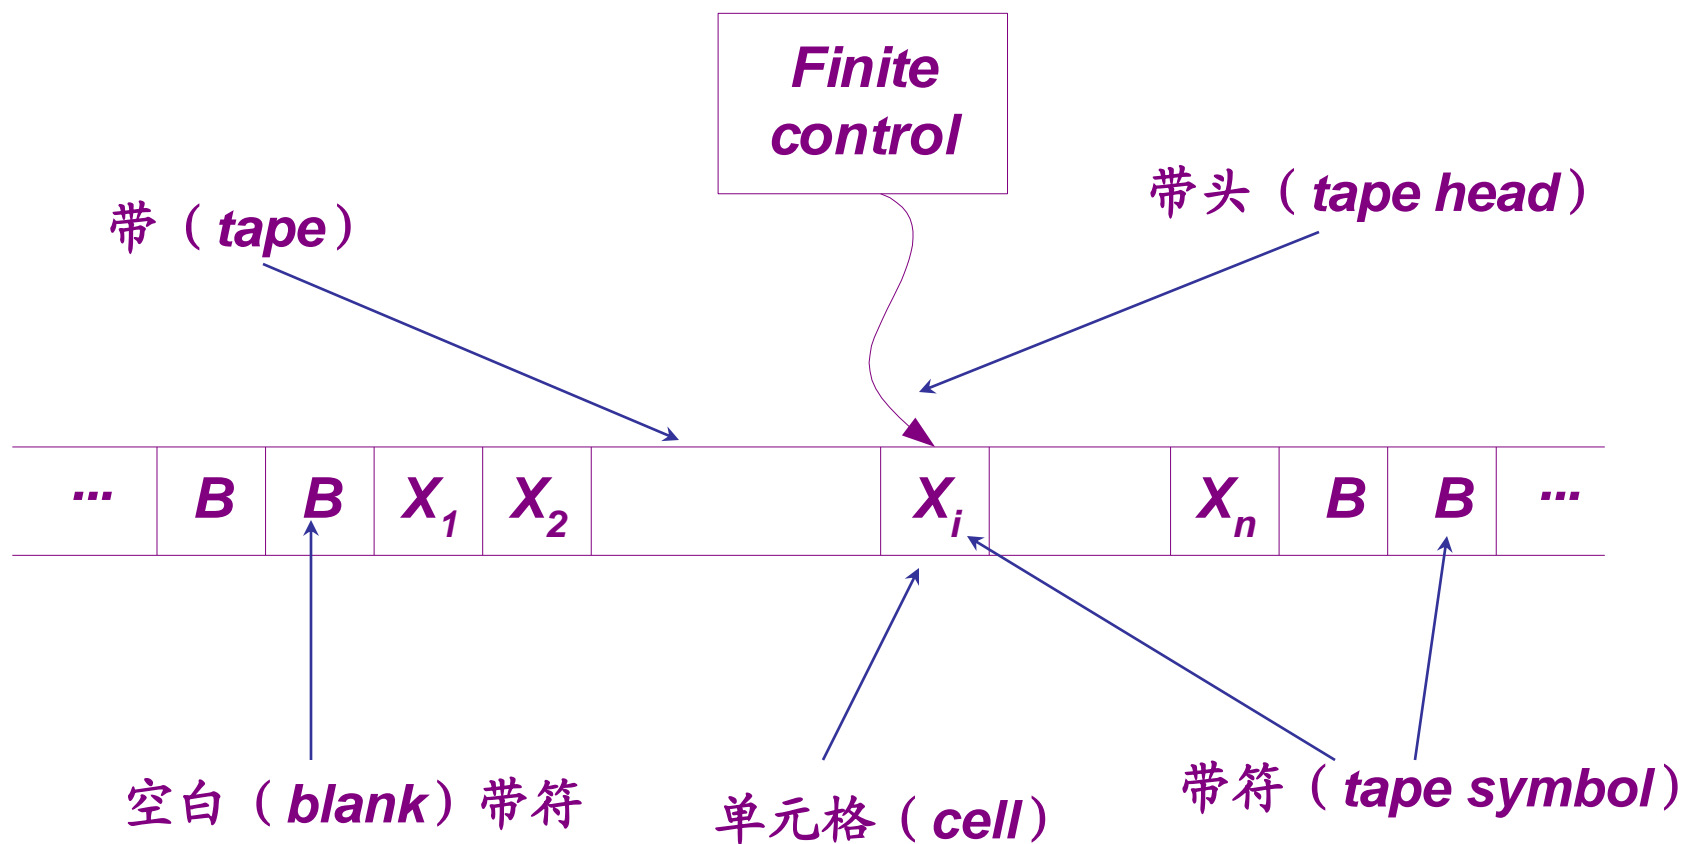 Finite
control
带头（tape head）
带（tape）
... B B X1 X2 Xi Xn B B ...
空白（blank）带符
单元格（cell）
带符（tape symbol）